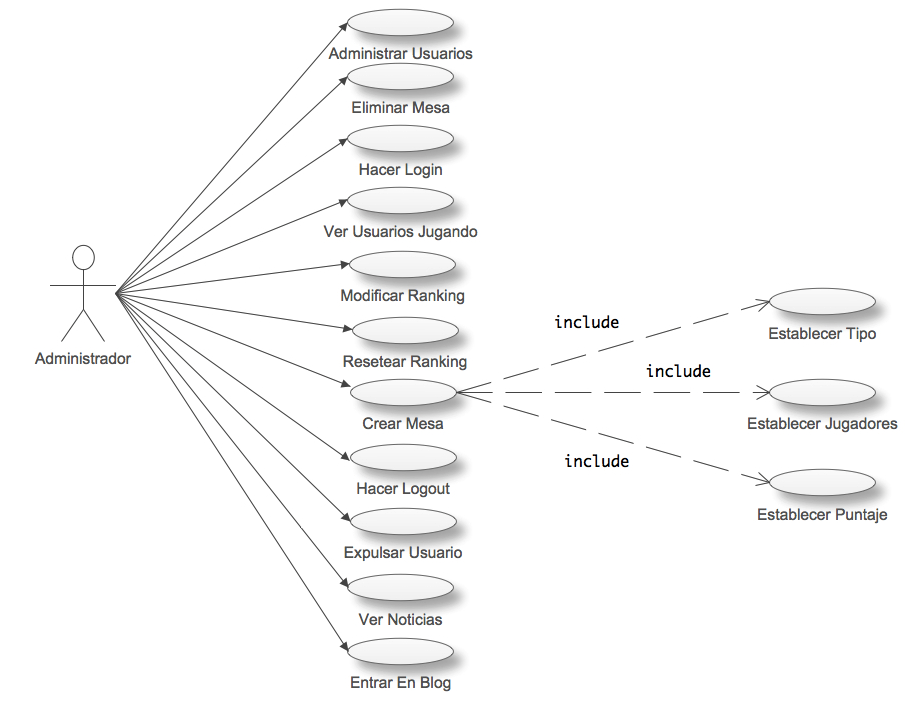 Administrar Usuarios
Eliminar Mesa
Hacer Login
Ver Usuarios Jugando
Modificar Ranking
Resetear Ranking
Crear Mesa
Hacer Logout
Expulsar Usuario
Ver Noticias
Entrar En Blog
Administrador
include
include
include
Establecer Tipo
Establecer Jugadores
Establecer Puntaje